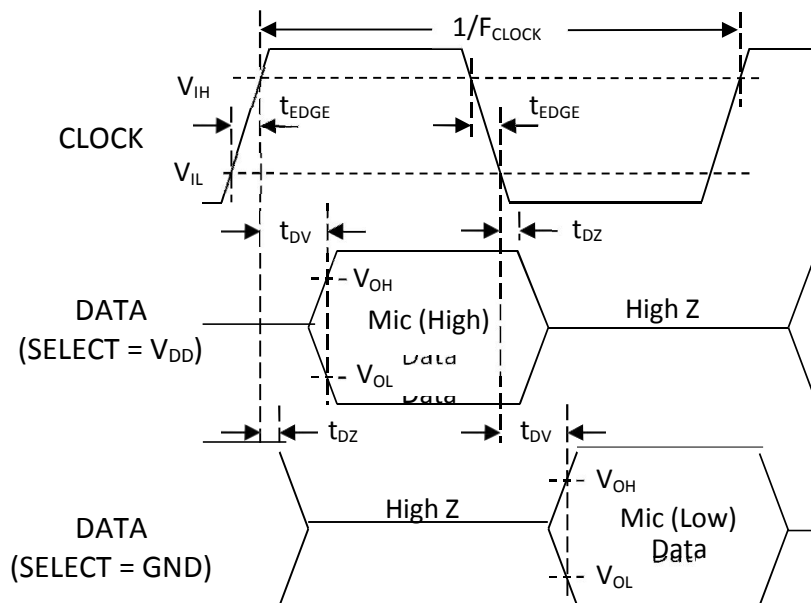 1/FCLOCK
VIH
tEDGE
tEDGE
CLOCK
VIL
tDV
tDZ
VOH
DATA
(SELECT = VDD)
Mic (High)
Data
High Z
VOL
Data
tDZ
tDV
High Z
VOH
DATA
(SELECT = GND)
Mic (Low)
Data
VOL